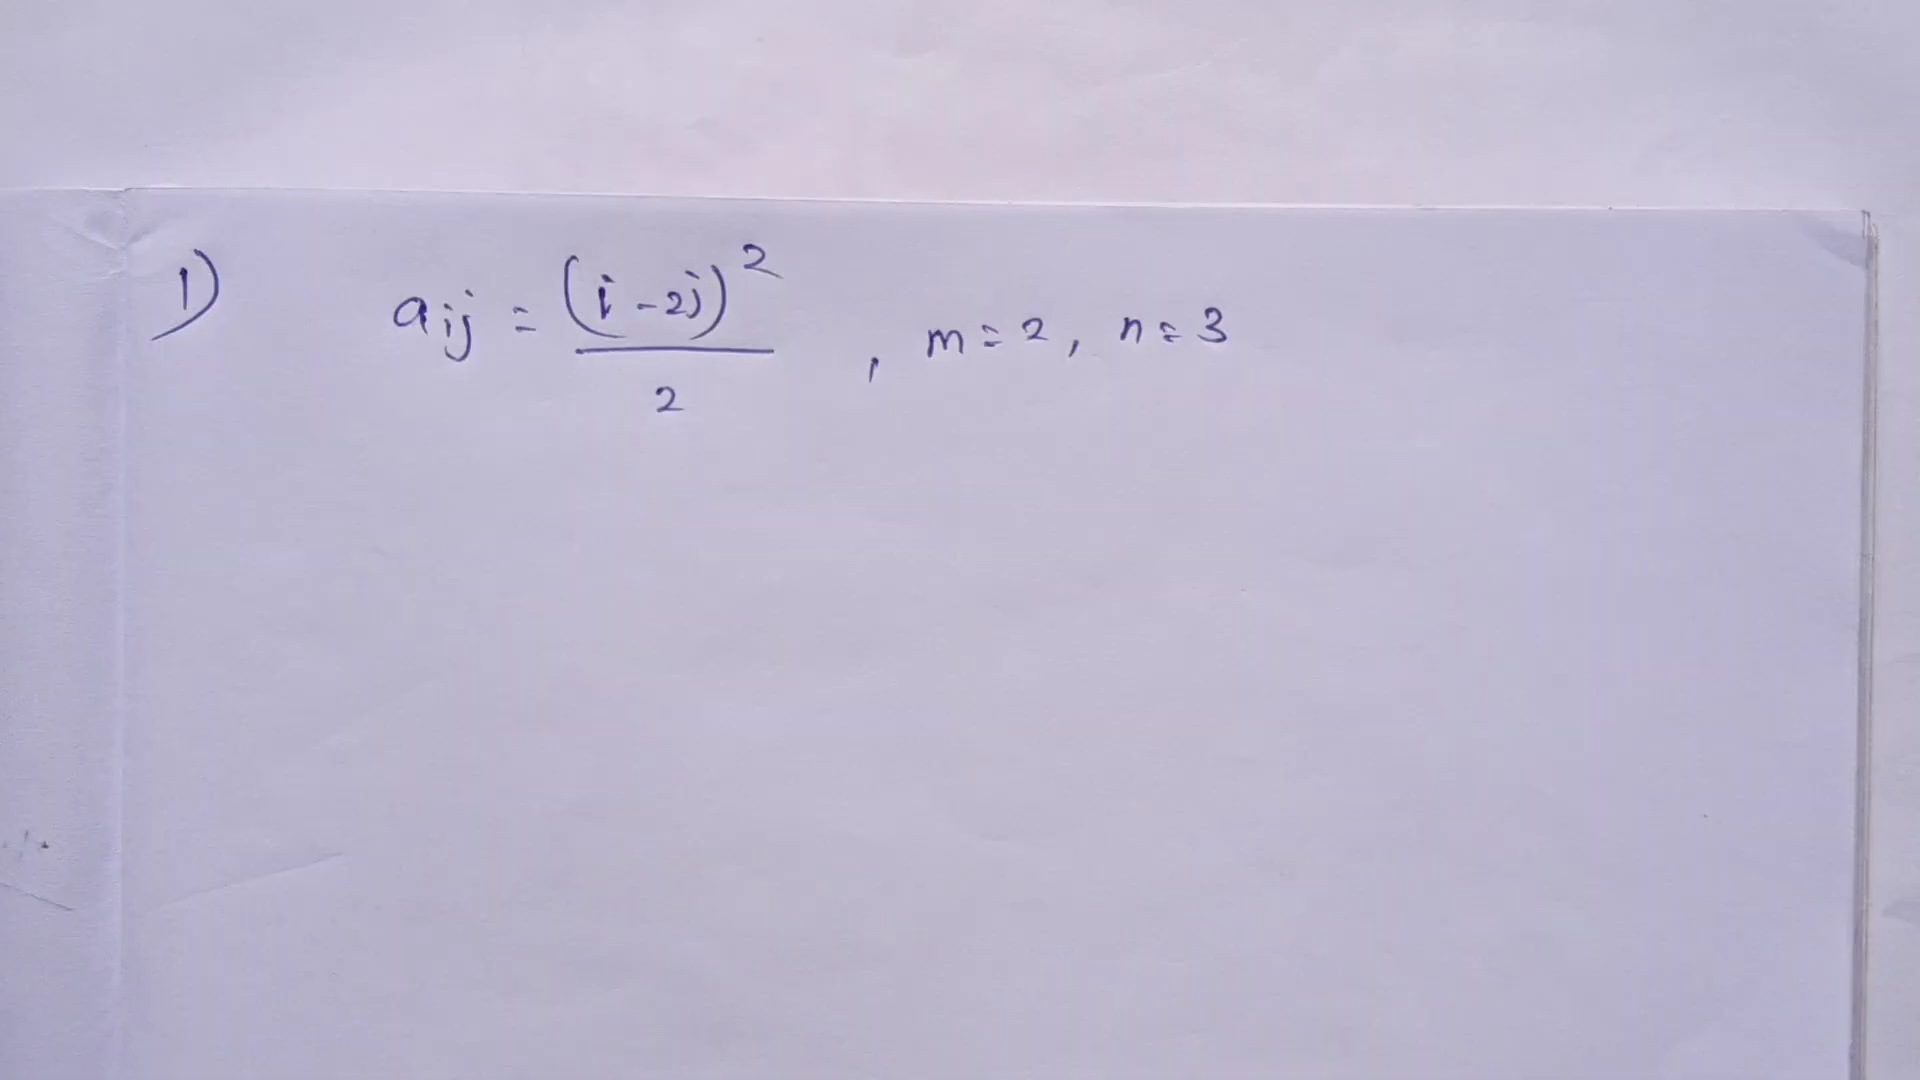 1) aij = (i - 2j)² / 2 , m = 2, n = 3